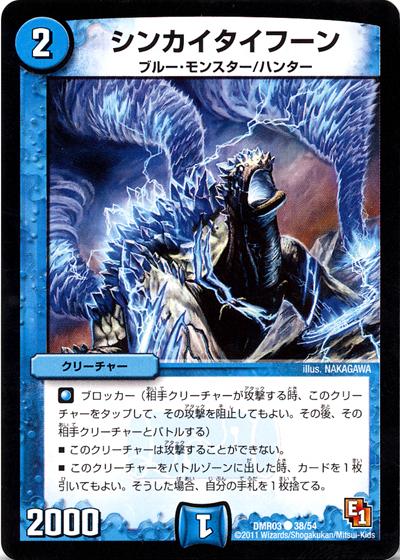 2
シンカイタイフーン
ブルー・モンスター/ハンター
illus. NAKAGAWA
クリーチャー
ブロッカー(相手クリーチャーが攻撃する時、このクリー
チャーをタップして、その攻撃を阻止してもよい。その後、その
相手クリーチャーとバトルする)
■ このクリーチャーは攻撃することができない。
■ このクリーチャーをバトルゾーンに出した時、カードを1枚
引いてもよい。そうした場合、自分の手札を1枚捨てる。
2000
1
DMR03 ● 38/54
E1
©2011 Wizards/Shogakukan/Mitsui-Kids